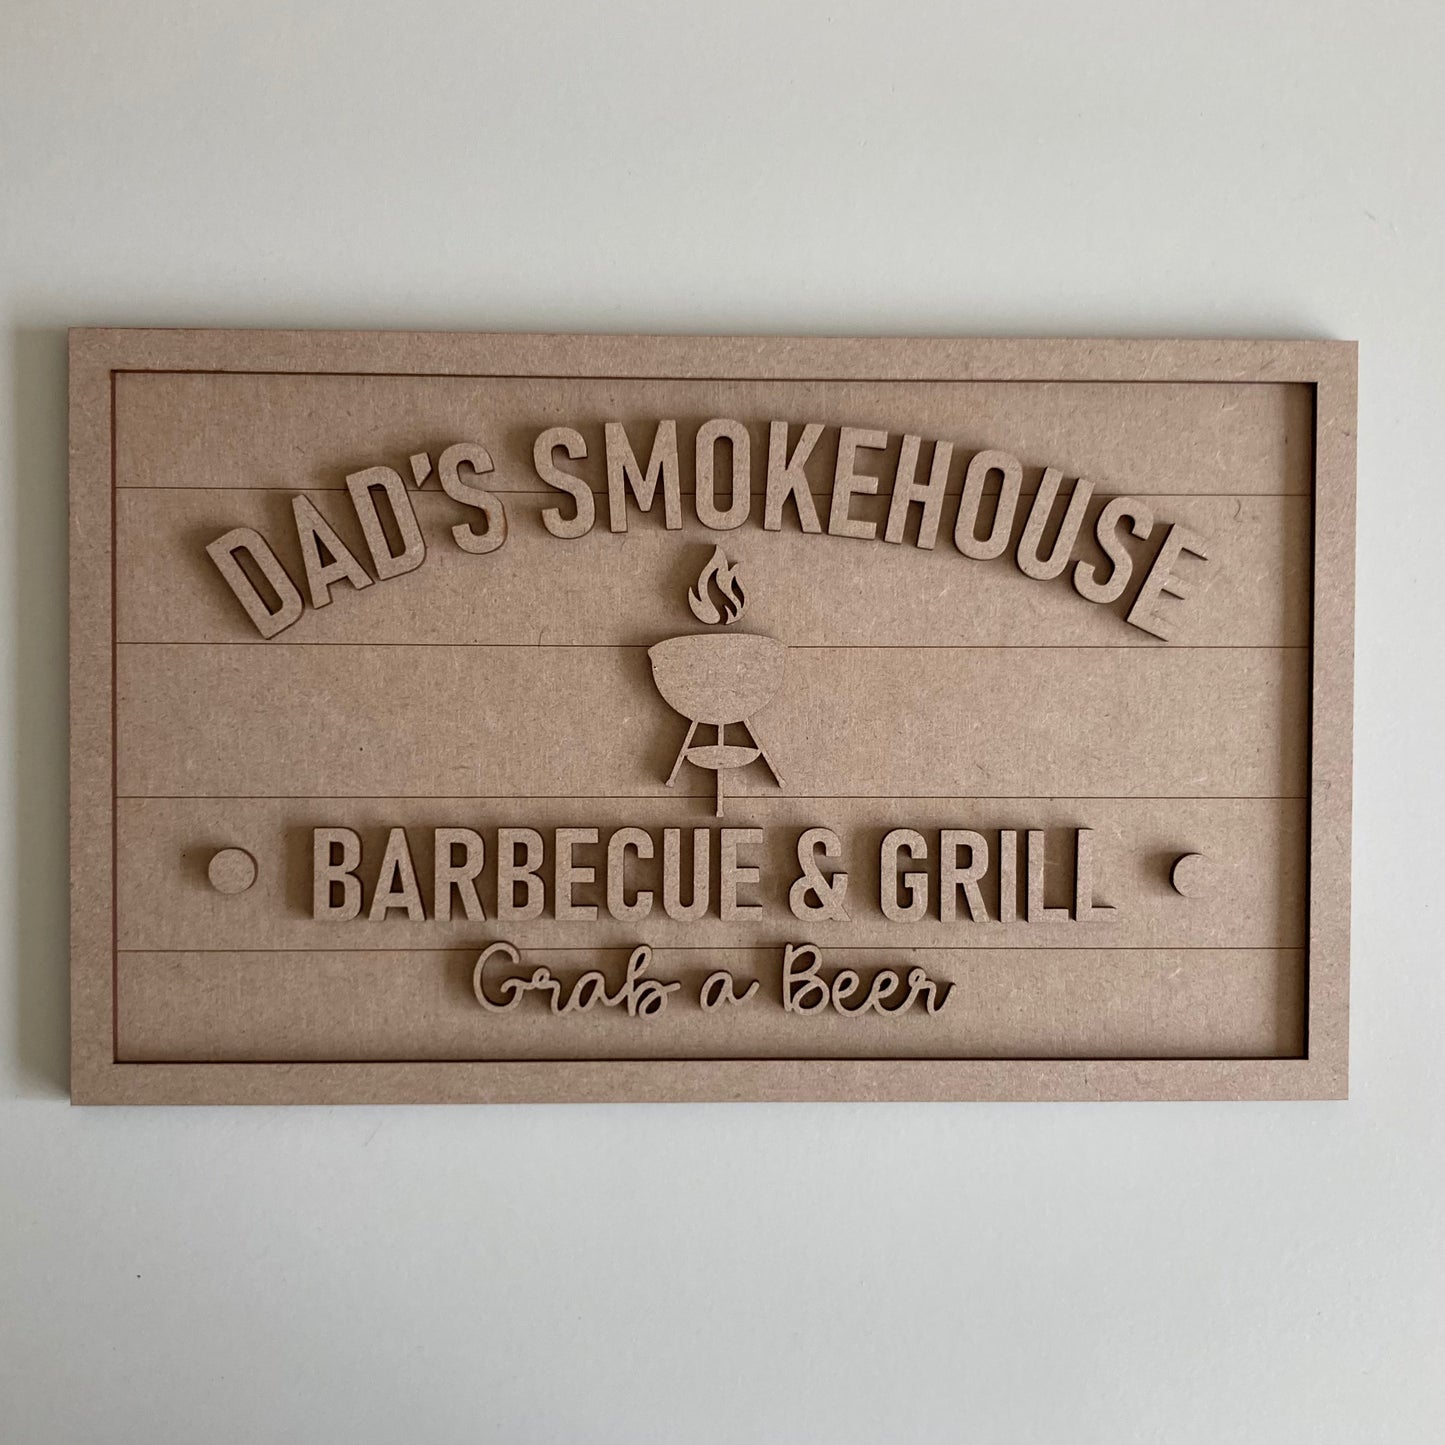 DAD'S SMOKEHOUSE
BARBECUE & GRILL
Grab a Beer